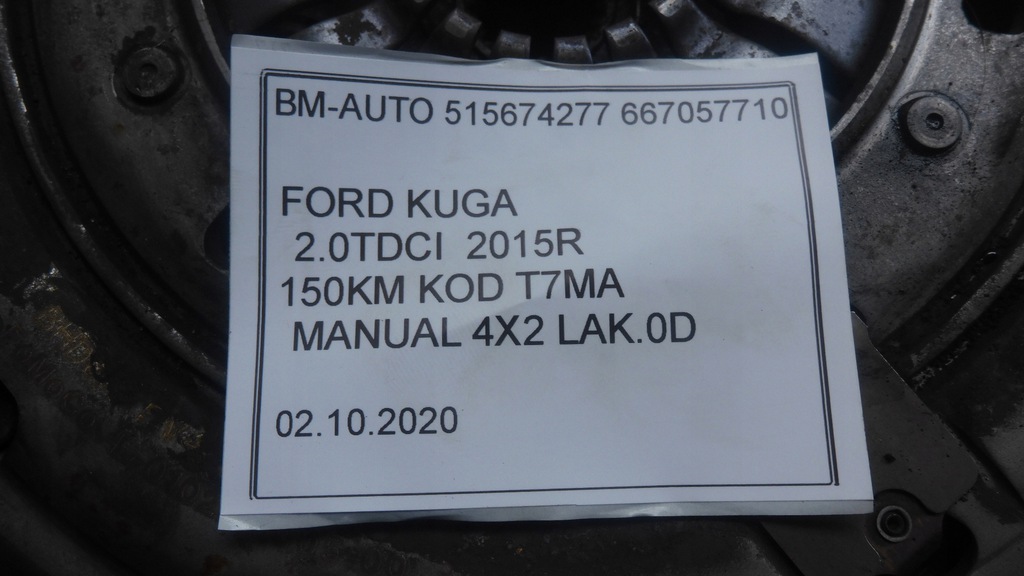 BM-AUTO 515674277 667057710
FORD KUGA
2.0TDCI 2015R
150KM KOD T7MA
MANUAL 4X2 LAK.0D
02.10.2020